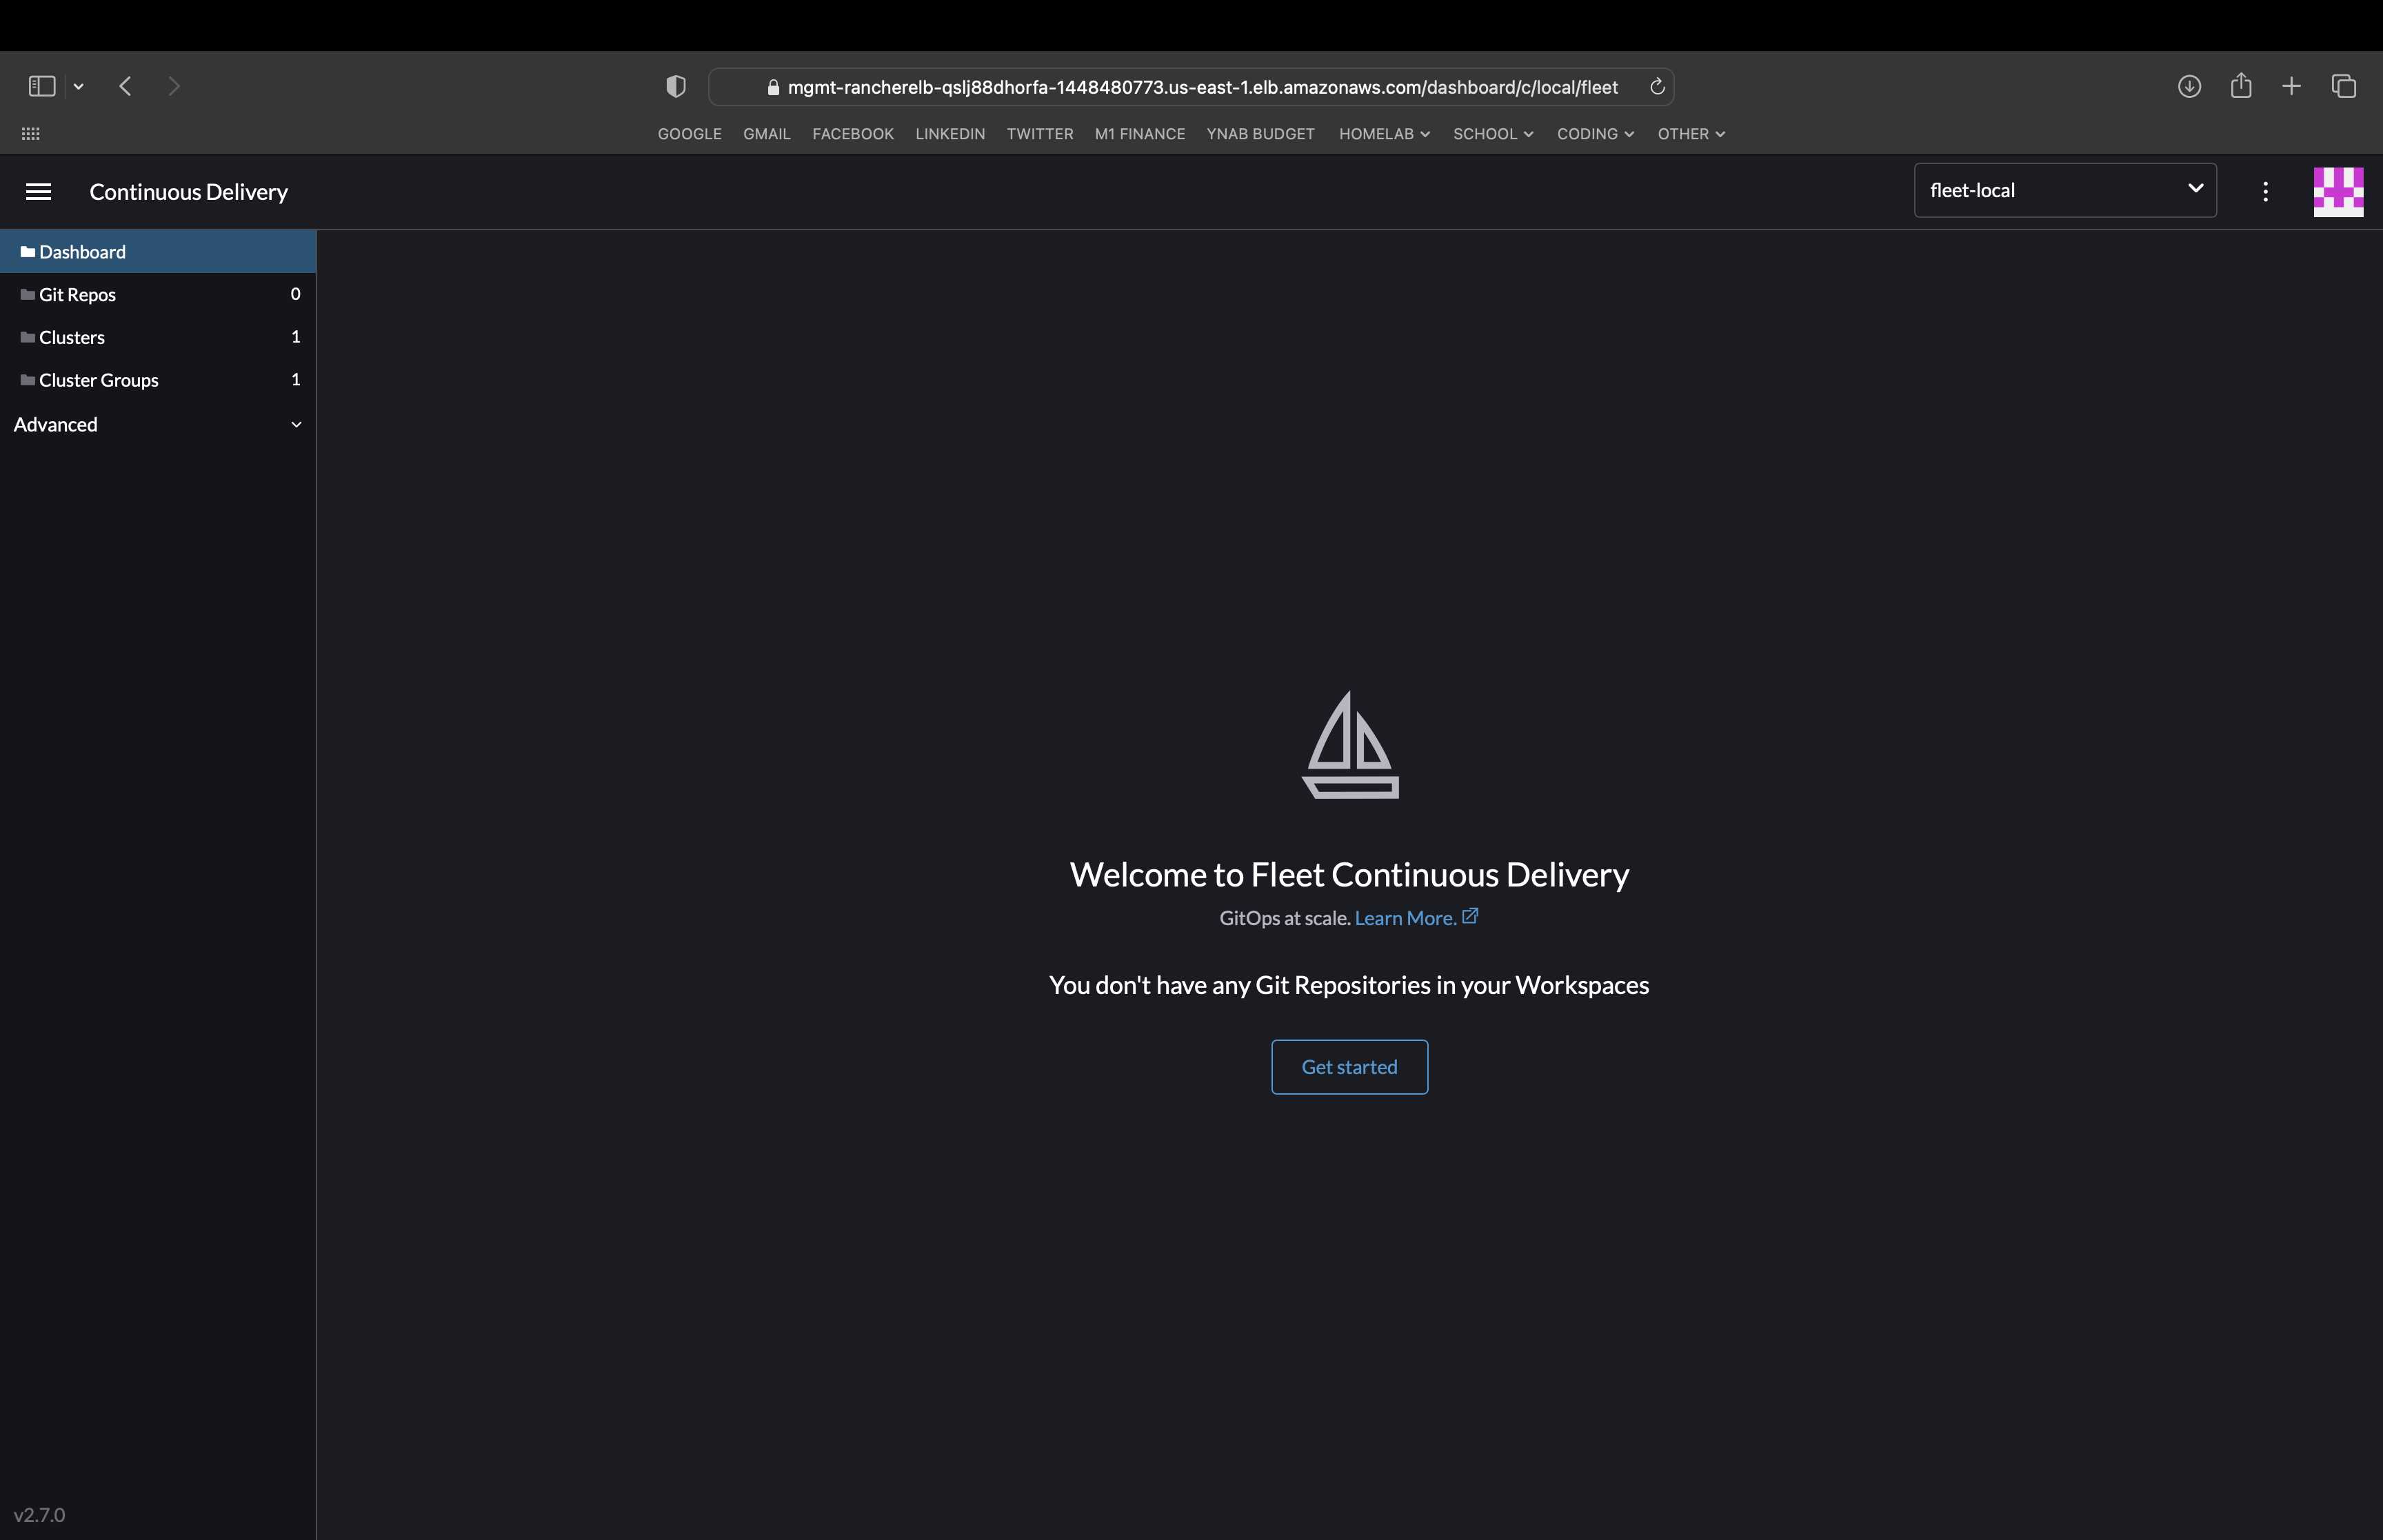 mgmt-rancherelb-qslj88dhorfa-1448480773.us-east-1.elb.amazonaws.com/dashboard/c/local/fleet
GOOGLE GMAIL FACEBOOK LINKEDIN TWITTER M1 FINANCE YNAB BUDGET HOMELAB SCHOOL CODING OTHER
Continuous Delivery
fleet-local
Dashboard
Git Repos 0
Clusters 1
Cluster Groups 1
Advanced
Welcome to Fleet Continuous Delivery
GitOps at scale. Learn More.
You don't have any Git Repositories in your Workspaces
Get started
v2.7.0